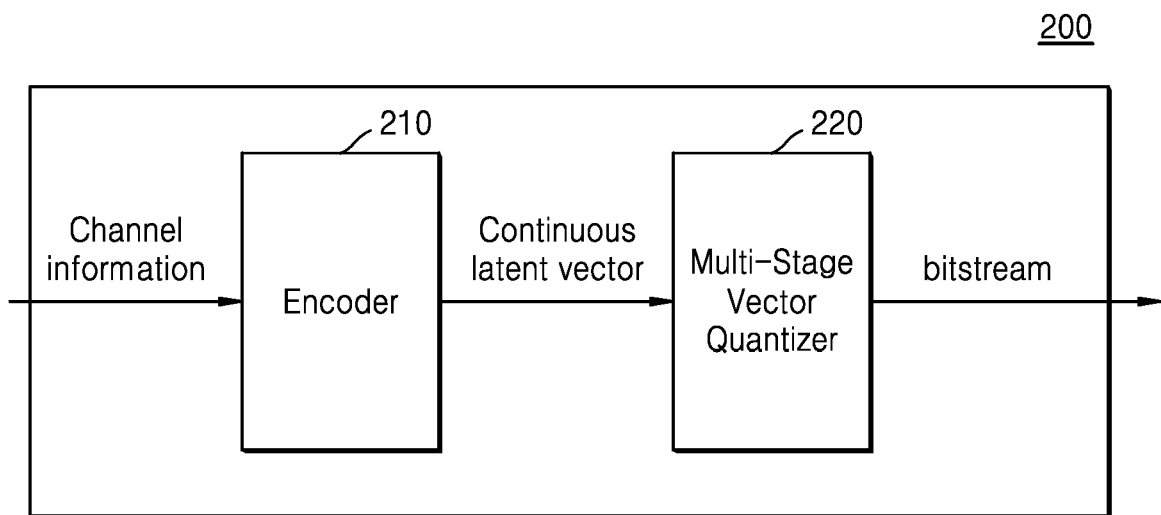 200
210
220
Channel
information
Encoder
Continuous
latent vector
Multi-Stage
Vector
Quantizer
bitstream